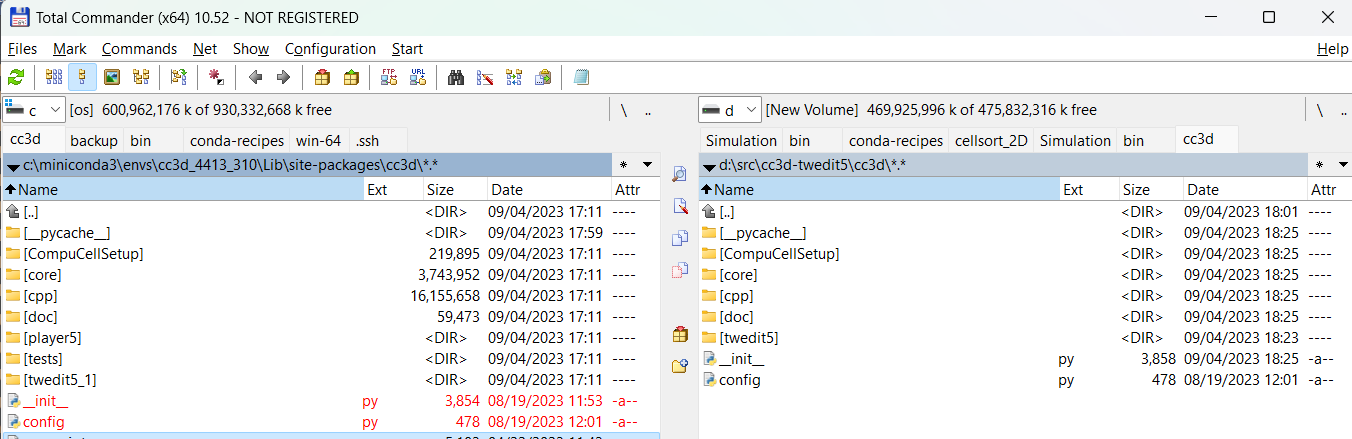 Total Commander (x64) 10.52 - NOT REGISTERED
Files Mark Commands Net Show Configuration Start Help
FTP URL
c [os] 600,962,176 k of 930,332,668 k free \ ..
cc3d backup bin conda-recipes win-64 .ssh
c:\miniconda3\envs\cc3d_4413_310\Lib\site-packages\cc3d\*.* *
Name Ext Size Date Attr
[..] <DIR> 09/04/2023 17:11 ----
[__pycache__] <DIR> 09/04/2023 17:59 ----
[CompuCellSetup] 219,895 09/04/2023 17:11 ----
[core] 3,743,952 09/04/2023 17:11 ----
[cpp] 16,155,658 09/04/2023 17:11 ----
[doc] 59,473 09/04/2023 17:11 ----
[player5] <DIR> 09/04/2023 17:11 ----
[tests] <DIR> 09/04/2023 17:11 ----
[twedit5_1] <DIR> 09/04/2023 17:11 ----
__init__ py 3,854 08/19/2023 11:53 -a--
config py 478 08/19/2023 12:01 -a--
d [New Volume] 469,925,996 k of 475,832,316 k free \ ..
Simulation bin conda-recipes cellsort_2D Simulation bin cc3d
d:\src\cc3d-twedit5\cc3d\*.* *
Name Ext Size Date Attr
[..] <DIR> 09/04/2023 18:01 ----
[__pycache__] <DIR> 09/04/2023 18:25 ----
[CompuCellSetup] <DIR> 09/04/2023 18:25 ----
[core] <DIR> 09/04/2023 18:25 ----
[cpp] <DIR> 09/04/2023 18:25 ----
[doc] <DIR> 09/04/2023 18:25 ----
[twedit5] <DIR> 09/04/2023 18:23 ----
__init__ py 3,858 09/04/2023 18:25 -a--
config py 478 08/19/2023 12:01 -a--